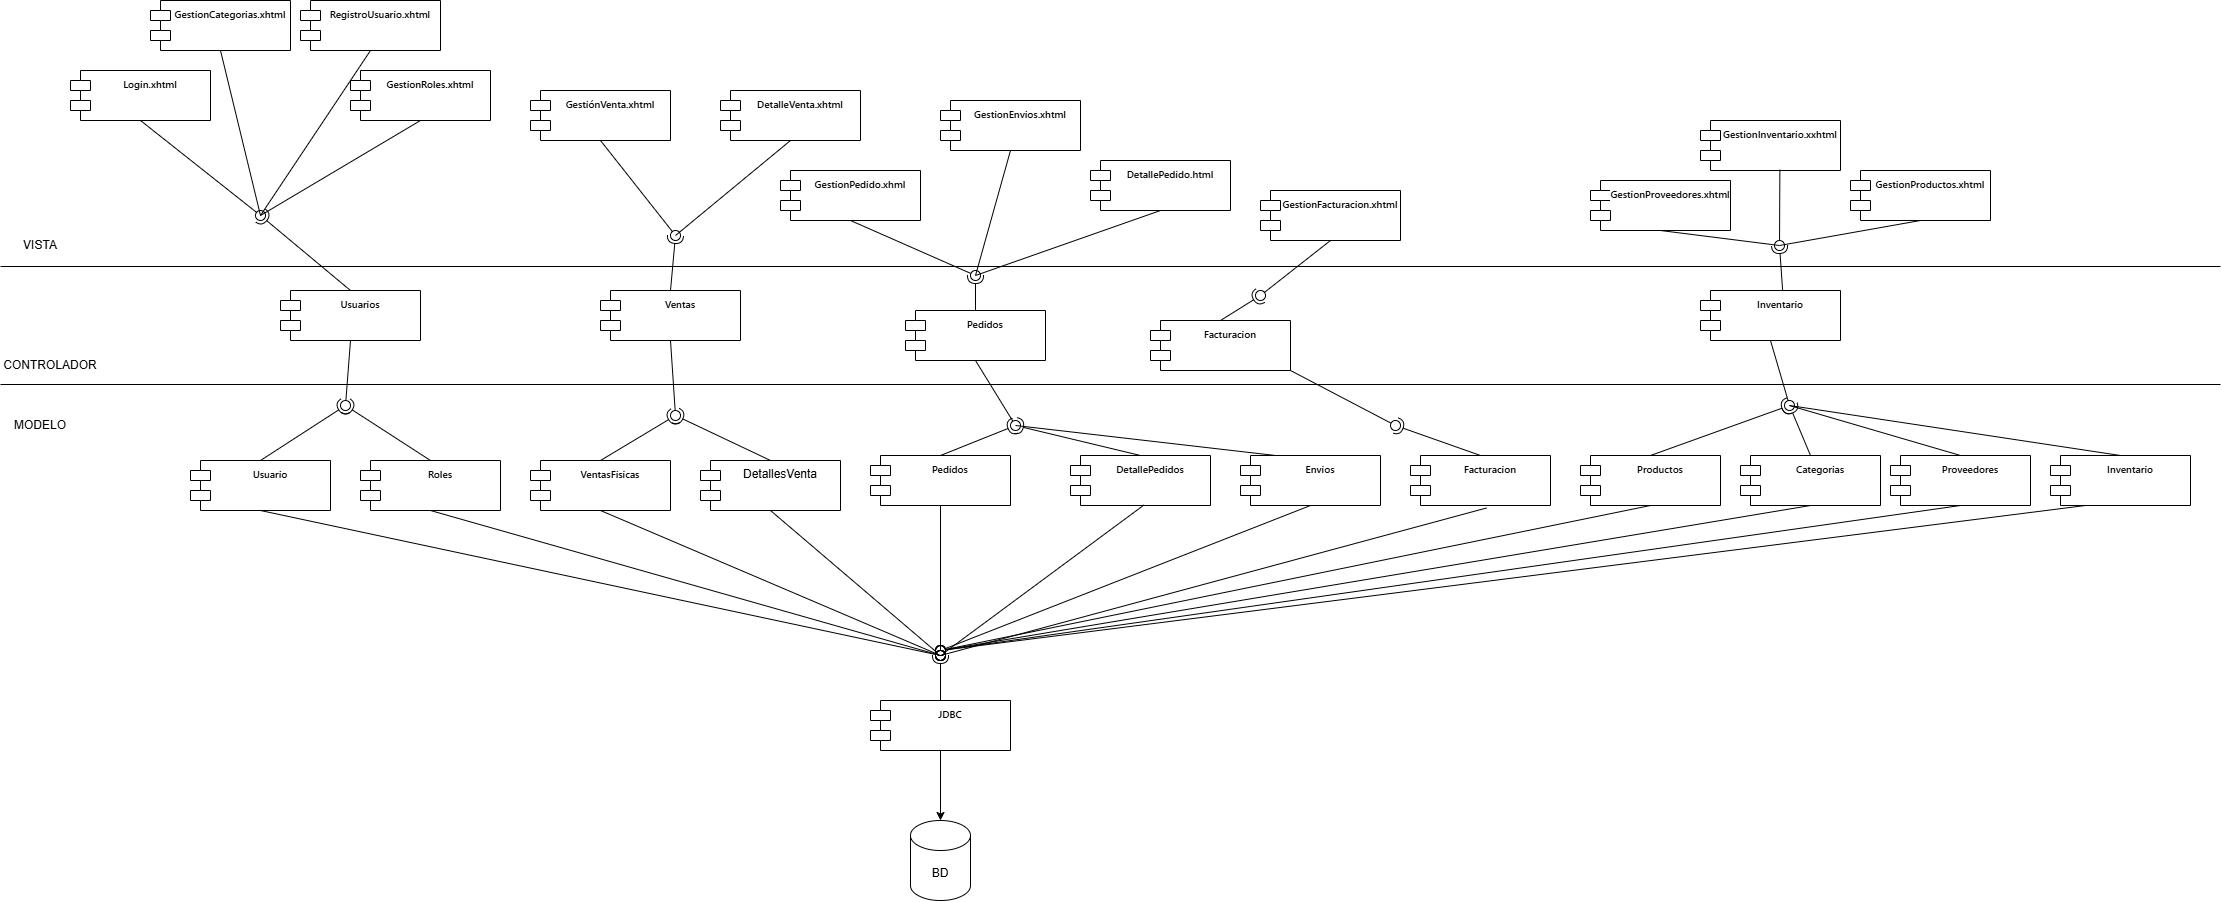 GestionCategorias.xhtml
RegistroUsuario.xhtml
Login.xhtml
GestionRoles.xhtml
GestiónVenta.xhtml
DetalleVenta.xhtml
GestionEnvios.xhtml
GestionPedido.xhml
DetallePedido.html
GestionFacturacion.xhtml
GestionInventario.xxhtml
GestionProveedores.xhtml
GestionProductos.xhtml
VISTA
Usuarios
Ventas
Pedidos
Facturacion
Inventario
CONTROLADOR
MODELO
Usuario
Roles
VentasFisicas
DetallesVenta
Pedidos
DetallePedidos
Envios
Facturacion
Productos
Categorias
Proveedores
Inventario
JDBC
BD